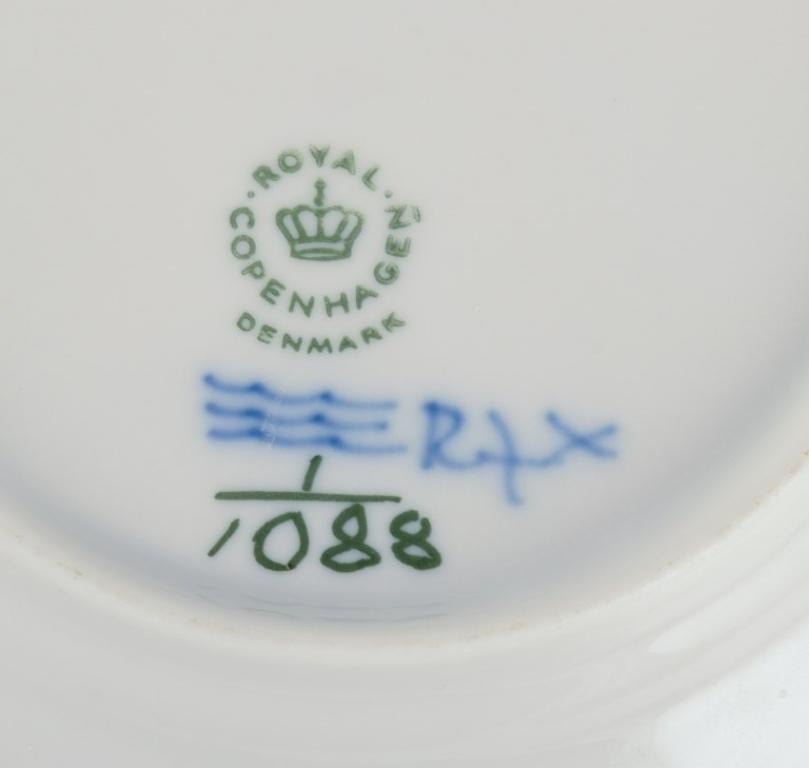 ROYAL COPENHAGEN
DENMARK
1
1088